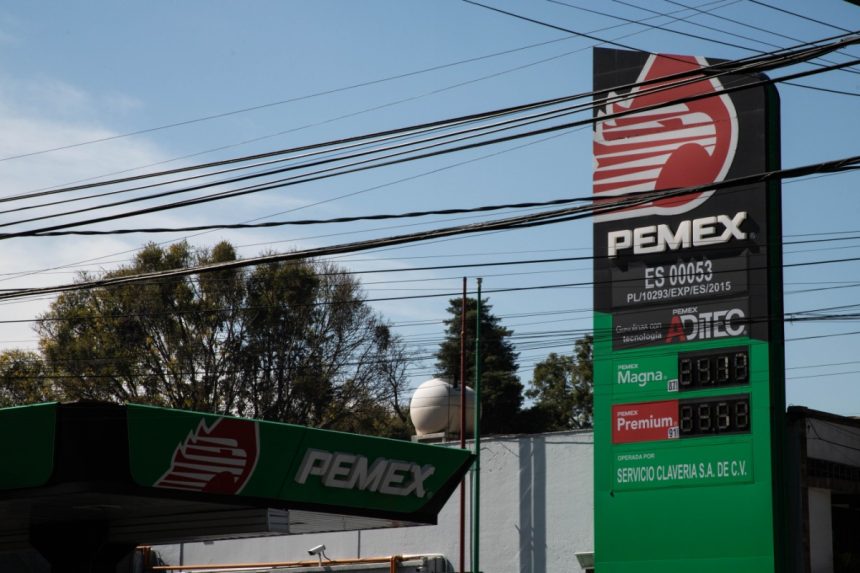 PEMEX
ES 00053
PL/10293/EXP/ES/2015
PEMEX
Gasolinas con
tecnología
ADITEC
PEMEX
Magna
87
PEMEX
Premium
91
OPERADA POR
SERVICIO CLAVERIA S.A. DE C.V.
PEMEX